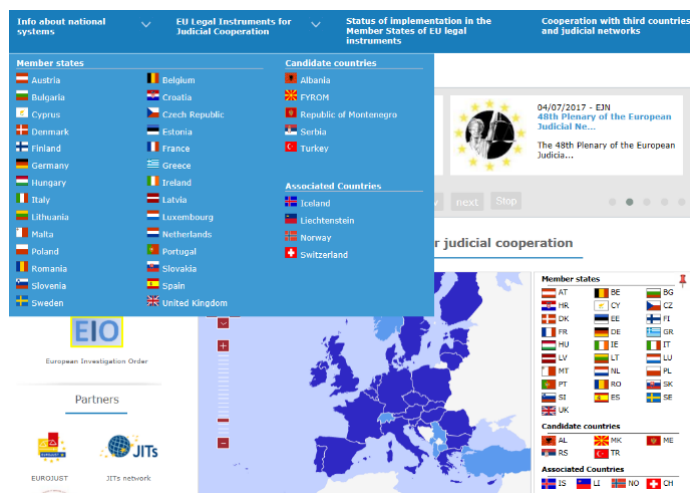 Info about national
systems
EU Legal Instruments for
Judicial Cooperation
Status of implementation in the
Member States of EU legal
instruments
Cooperation with third countries
and judicial networks
Member states
Austria
Belgium
Bulgaria
Croatia
Cyprus
Czech Republic
Denmark
Estonia
Finland
France
Germany
Greece
Hungary
Ireland
Italy
Latvia
Lithuania
Luxembourg
Malta
Netherlands
Poland
Portugal
Romania
Slovakia
Slovenia
Spain
Sweden
United Kingdom
Candidate countries
Albania
FYROM
Republic of Montenegro
Serbia
Turkey
Associated Countries
Iceland
Liechtenstein
Norway
Switzerland
04/07/2017 - EJN
48th Plenary of the European
Judicial Ne...
The 48th Plenary of the European
Judicia...
next Stop
judicial cooperation
EIO
European Investigation Order
Partners
EUROJUST
JITs
JITs network
Member states
AT BE BG
HR CY CZ
DK EE FI
FR DE GR
HU IE IT
LV LT LU
MT NL PL
PT RO SK
SI ES SE
UK
Candidate countries
AL MK ME
RS TR
Associated Countries
IS LI NO CH